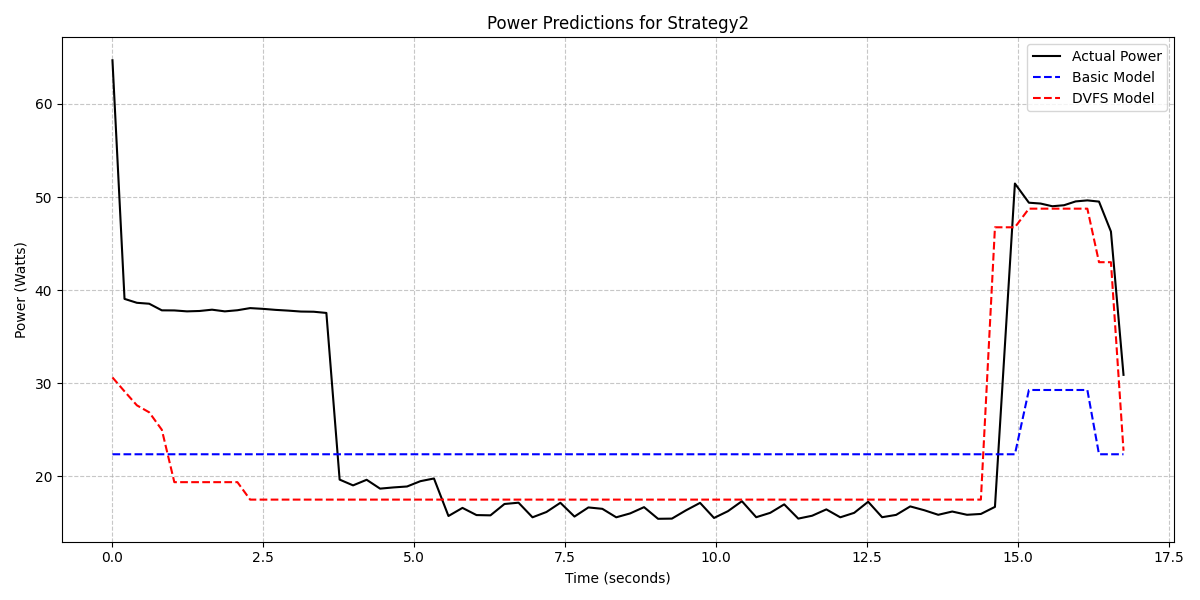 Power Predictions for Strategy2
Actual Power
Basic Model
DVFS Model
Power (Watts)
60
50
40
30
20
0.0 2.5 5.0 7.5 10.0 12.5 15.0 17.5
Time (seconds)